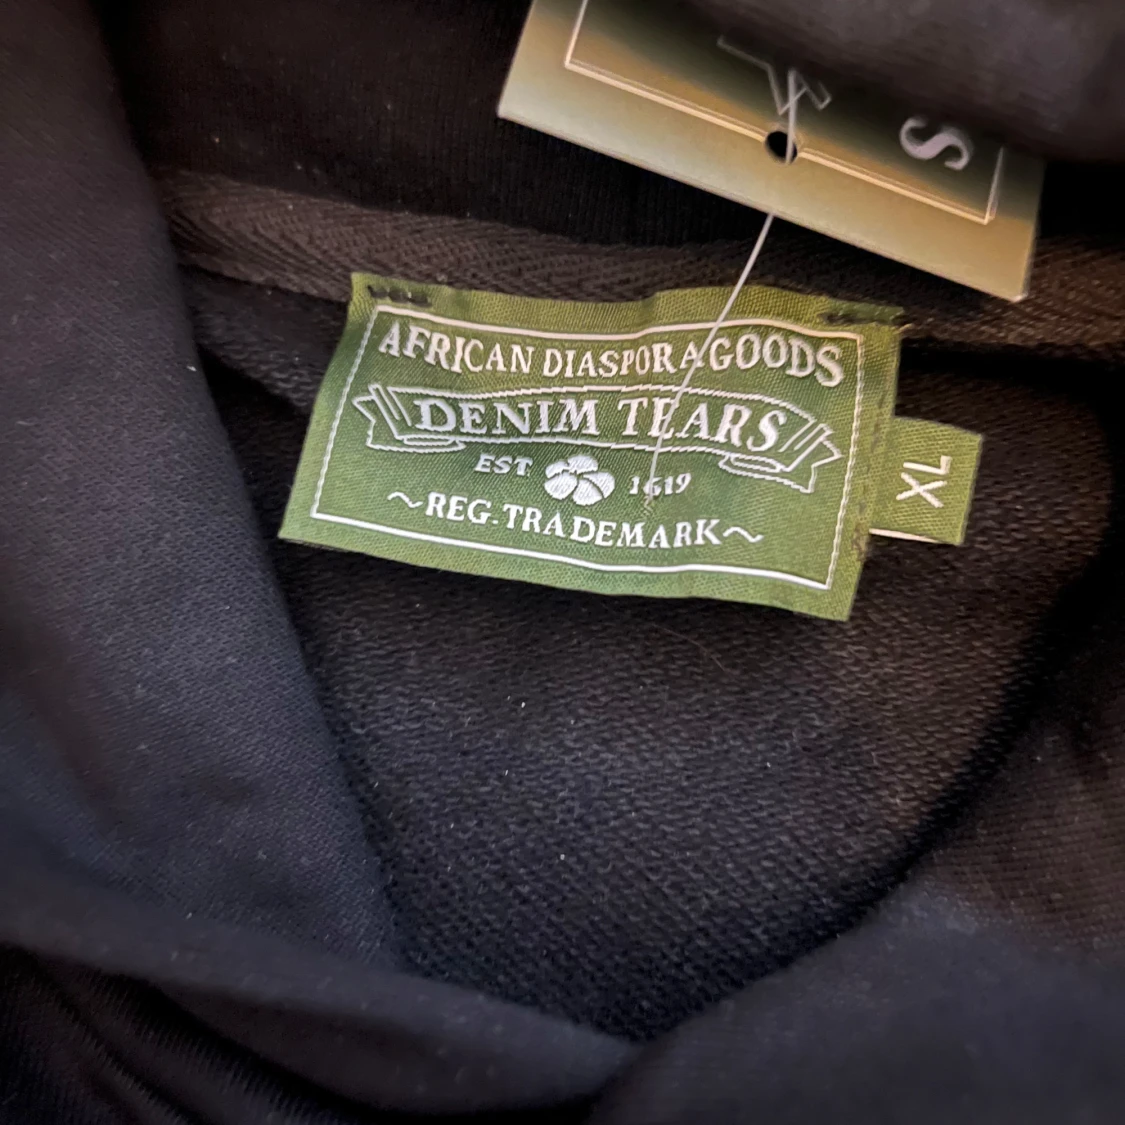 S
AFRICAN DIASPORA GOODS
DENIM TEARS
EST 1619
~REG. TRADEMARK~
XL